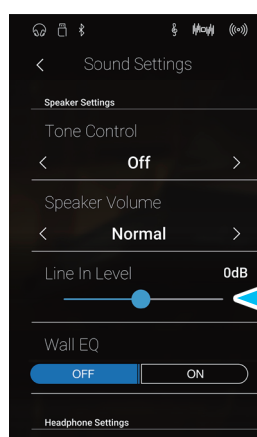 Sound Settings
Speaker Settings
Tone Control
Off
Speaker Volume
Normal
Line In Level 0dB
Wall EQ
OFF ON
Headphone Settings